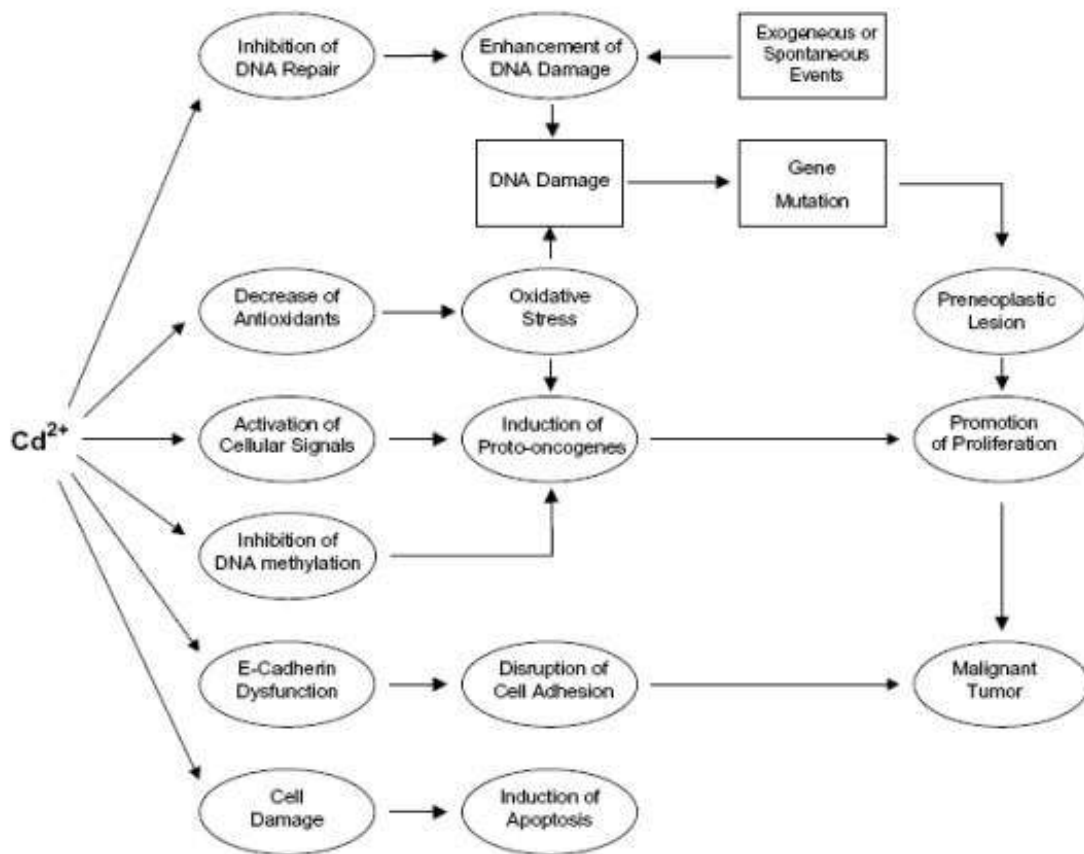 Inhibition of
DNA Repair
Enhancement of
DNA Damage
Exogeneous or
Spontaneous
Events
DNA Damage
Gene
Mutation
Decrease of
Antioxidants
Oxidative
Stress
Preneoplastic
Lesion
Cd2+
Activation of
Cellular Signals
Induction of
Proto-oncogenes
Promotion
of Proliferation
Inhibition of
DNA methylation
E-Cadherin
Dysfunction
Disruption of
Cell Adhesion
Malignant
Tumor
Cell
Damage
Induction of
Apoptosis